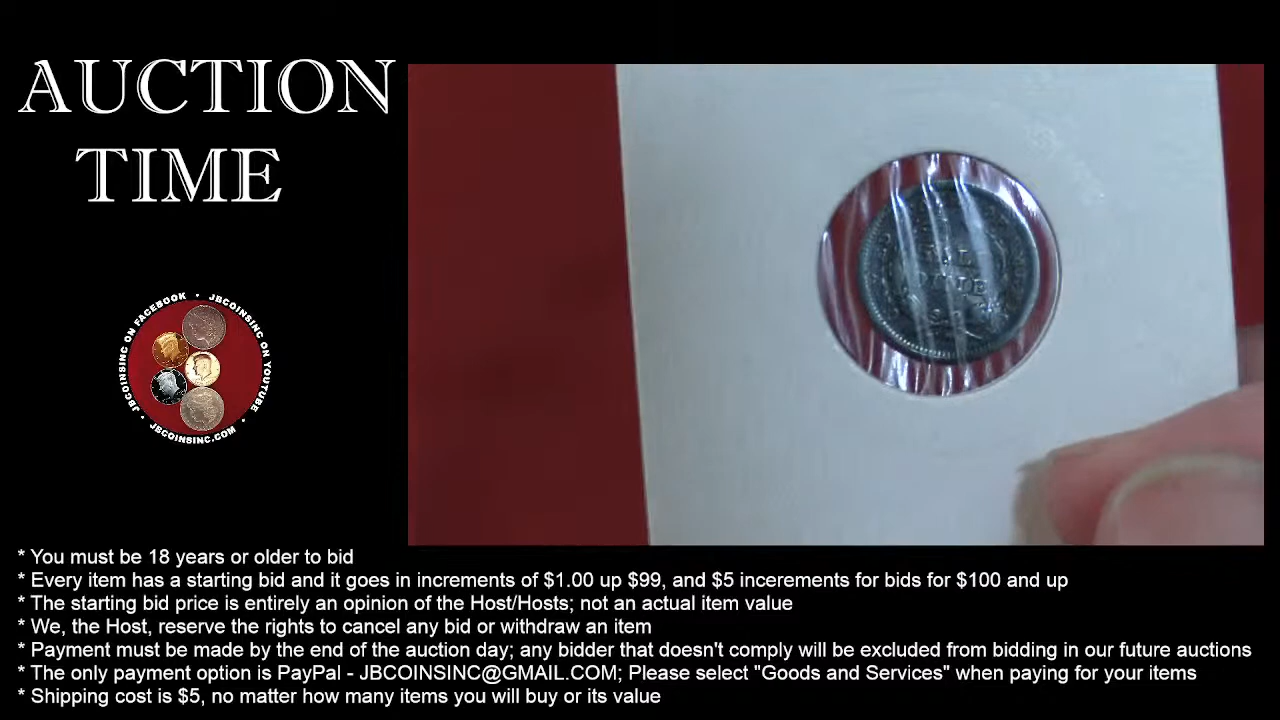 AUCTION
TIME
JBCOINSINC ON FACEBOOK • JBCOINSINC ON YOUTUBE • JBCOINSINC.COM •
HALF
DIME
* You must be 18 years or older to bid
* Every item has a starting bid and it goes in increments of $1.00 up $99, and $5 incerements for bids for $100 and up
* The starting bid price is entirely an opinion of the Host/Hosts; not an actual item value
* We, the Host, reserve the rights to cancel any bid or withdraw an item
* Payment must be made by the end of the auction day; any bidder that doesn't comply will be excluded from bidding in our future auctions
* The only payment option is PayPal - JBCOINSINC@GMAIL.COM; Please select "Goods and Services" when paying for your items
* Shipping cost is $5, no matter how many items you will buy or its value